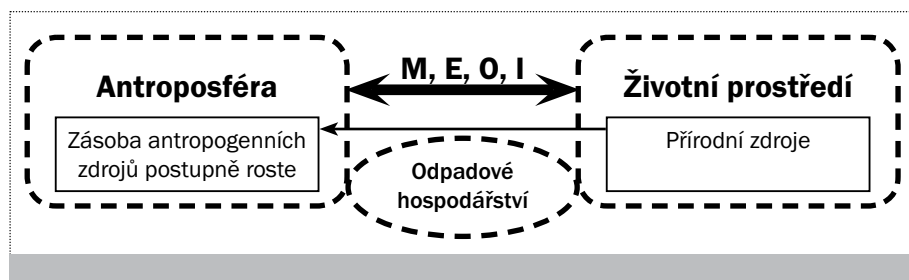 Antroposféra
Zásoba antropogenních
zdrojů postupně roste
M, E, O, I
Odpadové
hospodářství
Životní prostředí
Přírodní zdroje